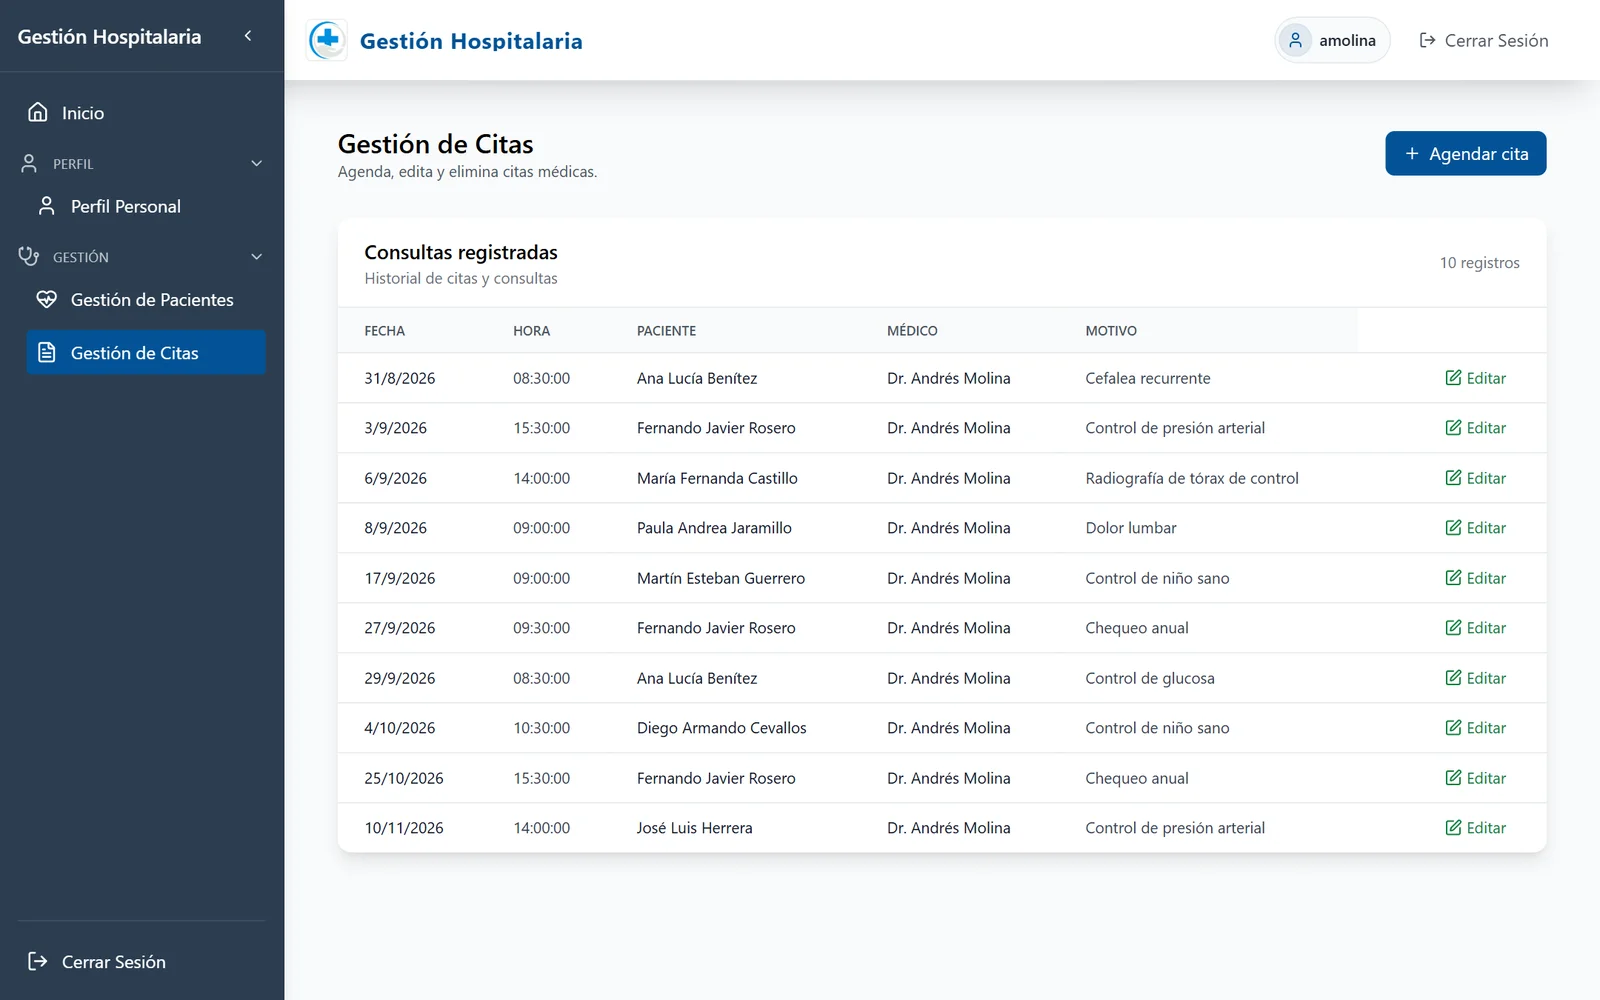 Gestión Hospitalaria
Inicio
PERFIL
Perfil Personal
GESTIÓN
Gestión de Pacientes
Gestión de Citas
Cerrar Sesión
Gestión Hospitalaria
amolina
Cerrar Sesión
Gestión de Citas
Agenda, edita y elimina citas médicas.
+ Agendar cita
Consultas registradas
Historial de citas y consultas
10 registros
FECHA HORA PACIENTE MÉDICO MOTIVO
31/8/2026 08:30:00 Ana Lucía Benítez Dr. Andrés Molina Cefalea recurrente Editar
3/9/2026 15:30:00 Fernando Javier Rosero Dr. Andrés Molina Control de presión arterial Editar
6/9/2026 14:00:00 María Fernanda Castillo Dr. Andrés Molina Radiografía de tórax de control Editar
8/9/2026 09:00:00 Paula Andrea Jaramillo Dr. Andrés Molina Dolor lumbar Editar
17/9/2026 09:00:00 Martín Esteban Guerrero Dr. Andrés Molina Control de niño sano Editar
27/9/2026 09:30:00 Fernando Javier Rosero Dr. Andrés Molina Chequeo anual Editar
29/9/2026 08:30:00 Ana Lucía Benítez Dr. Andrés Molina Control de glucosa Editar
4/10/2026 10:30:00 Diego Armando Cevallos Dr. Andrés Molina Control de niño sano Editar
25/10/2026 15:30:00 Fernando Javier Rosero Dr. Andrés Molina Chequeo anual Editar
10/11/2026 14:00:00 José Luis Herrera Dr. Andrés Molina Control de presión arterial Editar